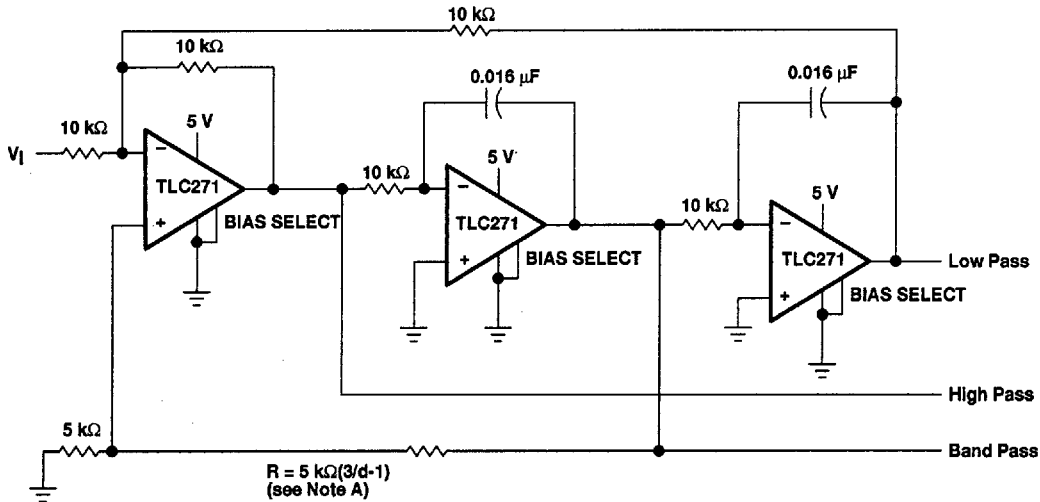 10 kΩ
10 kΩ
0.016 µF
0.016 µF
10 kΩ
5 V
VI
−
TLC271
+
BIAS SELECT
10 kΩ
5 V
−
TLC271
+
BIAS SELECT
10 kΩ
5 V
−
TLC271
+
BIAS SELECT
Low Pass
High Pass
5 kΩ
Band Pass
R = 5 kΩ(3/d-1)
(see Note A)